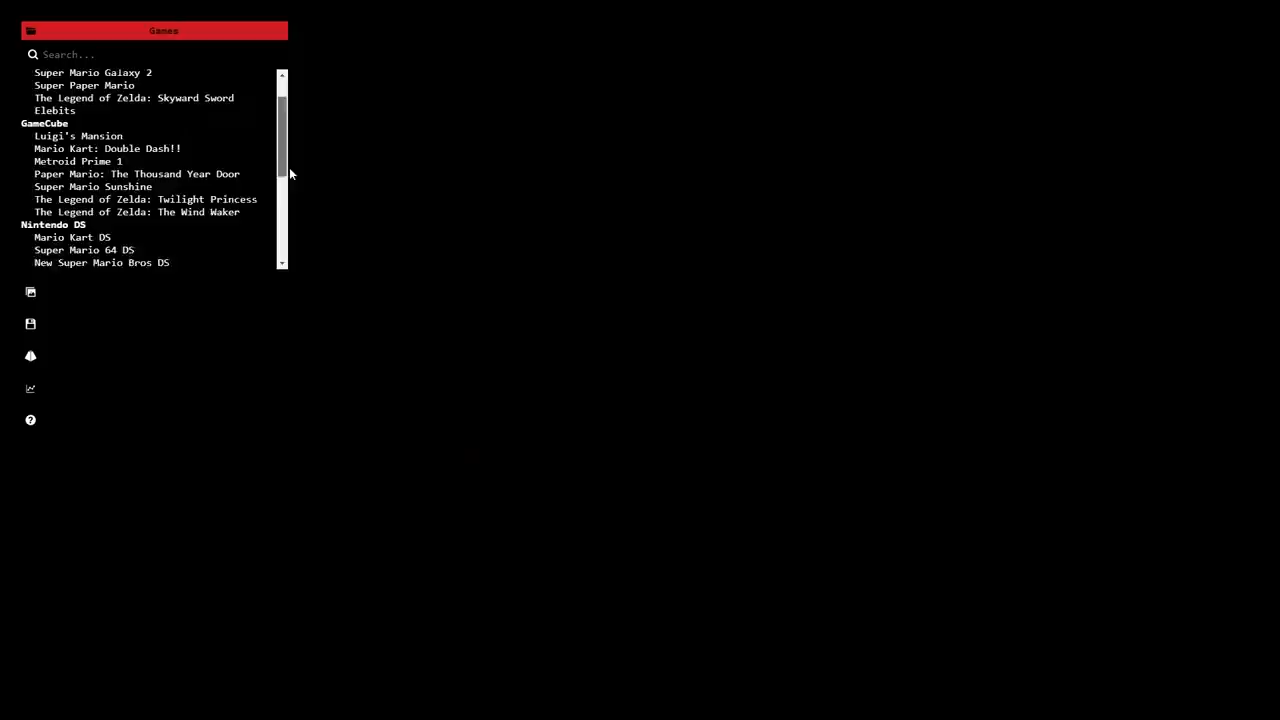 Games
Search...
Super Mario Galaxy 2
Super Paper Mario
The Legend of Zelda: Skyward Sword
Elebits
GameCube
Luigi's Mansion
Mario Kart: Double Dash!!
Metroid Prime 1
Paper Mario: The Thousand Year Door
Super Mario Sunshine
The Legend of Zelda: Twilight Princess
The Legend of Zelda: The Wind Waker
Nintendo DS
Mario Kart DS
Super Mario 64 DS
New Super Mario Bros DS